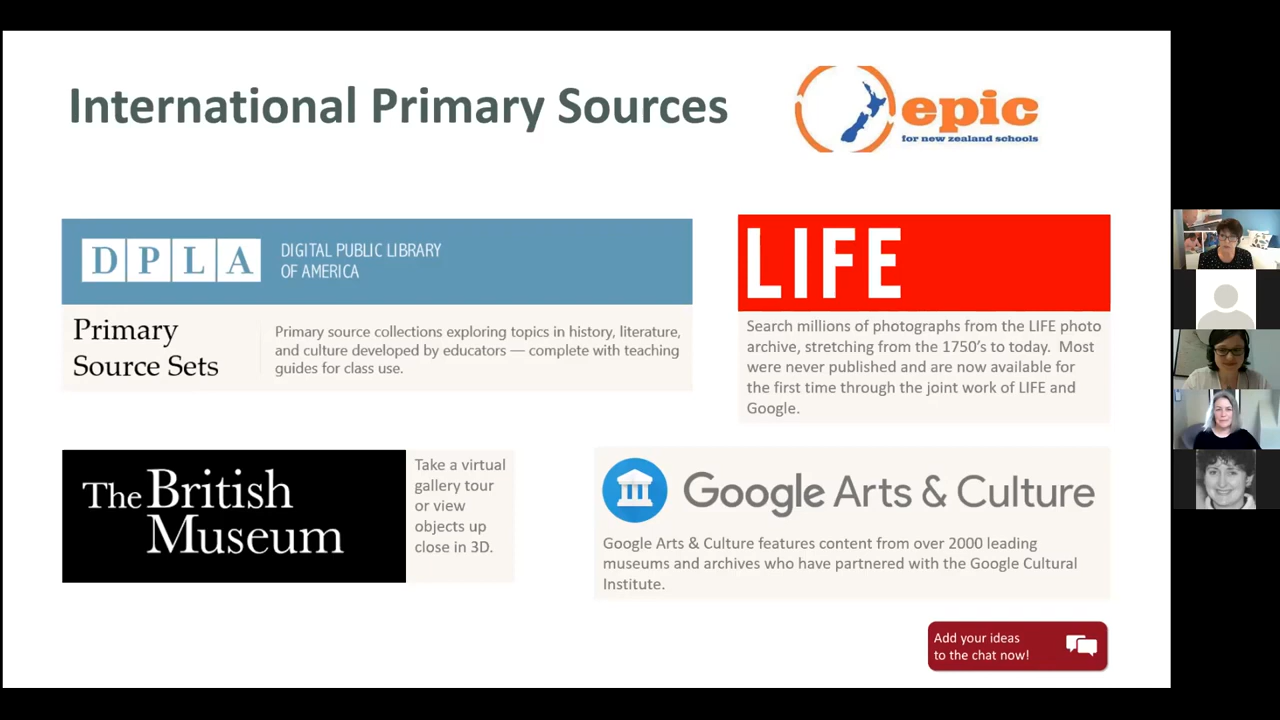 International Primary Sources
epic
for new zealand schools
DPLA
DIGITAL PUBLIC LIBRARY
OF AMERICA
Primary
Source Sets
Primary source collections exploring topics in history, literature,
and culture developed by educators — complete with teaching
guides for class use.
LIFE
Search millions of photographs from the LIFE photo
archive, stretching from the 1750's to today.  Most
were never published and are now available for
the first time through the joint work of LIFE and
Google.
The British
Museum
Take a virtual
gallery tour
or view
objects up
close in 3D.
Google Arts & Culture
Google Arts & Culture features content from over 2000 leading
museums and archives who have partnered with the Google Cultural
Institute.
Add your ideas
to the chat now!